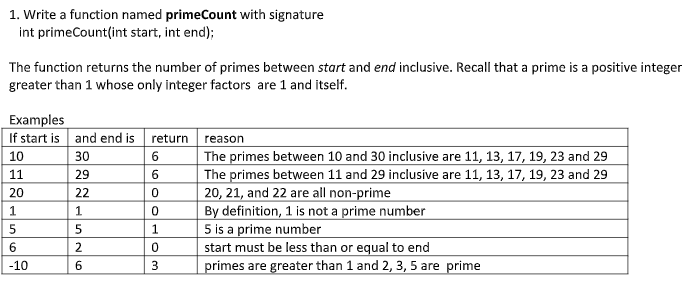 1. Write a function named primeCount with signature
int primeCount(int start, int end);
The function returns the number of primes between start and end inclusive. Recall that a prime is a positive integer
greater than 1 whose only integer factors are 1 and itself.
Examples
If start is and end is return reason
10 30 6 The primes between 10 and 30 inclusive are 11, 13, 17, 19, 23 and 29
11 29 6 The primes between 11 and 29 inclusive are 11, 13, 17, 19, 23 and 29
20 22 0 20, 21, and 22 are all non-prime
1 1 0 By definition, 1 is not a prime number
5 5 1 5 is a prime number
6 2 0 start must be less than or equal to end
-10 6 3 primes are greater than 1 and 2, 3, 5 are prime